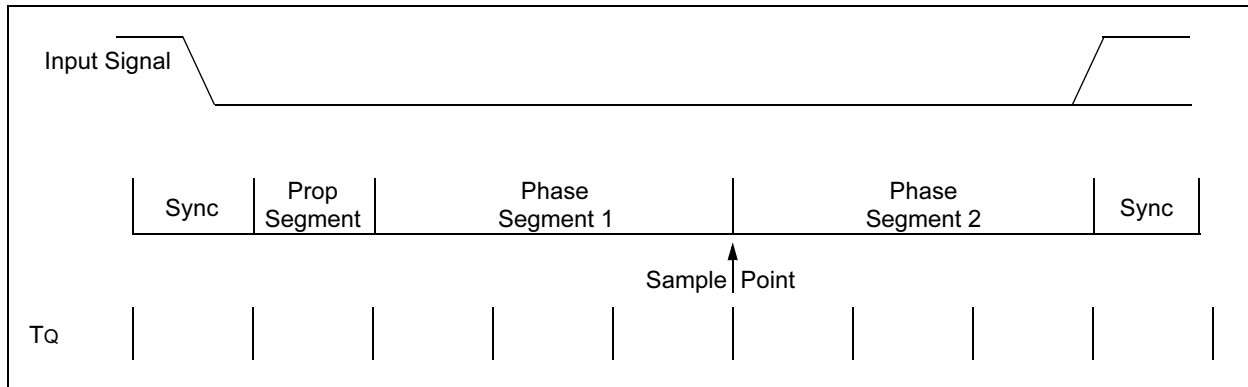 Input Signal
Sync
Prop
Segment
Phase
Segment 1
Phase
Segment 2
Sync
Sample Point
TQ